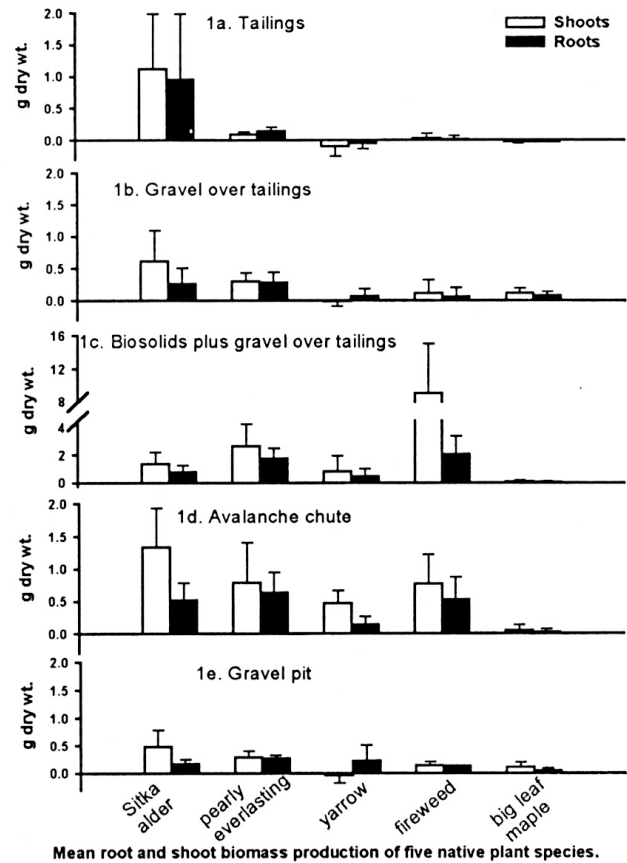 1a. Tailings
Shoots
Roots
g dry wt.
2.0
1.5
1.0
0.5
0.0
1b. Gravel over tailings
g dry wt.
2.0
1.5
1.0
0.5
0.0
1c. Biosolids plus gravel over tailings
g dry wt.
16
12
8
4
2
0
1d. Avalanche chute
g dry wt.
2.0
1.5
1.0
0.5
0.0
1e. Gravel pit
g dry wt.
2.0
1.5
1.0
0.5
0.0
Sitka
alder
pearly
everlasting
yarrow
fireweed
big leaf
maple
Mean root and shoot biomass production of five native plant species.